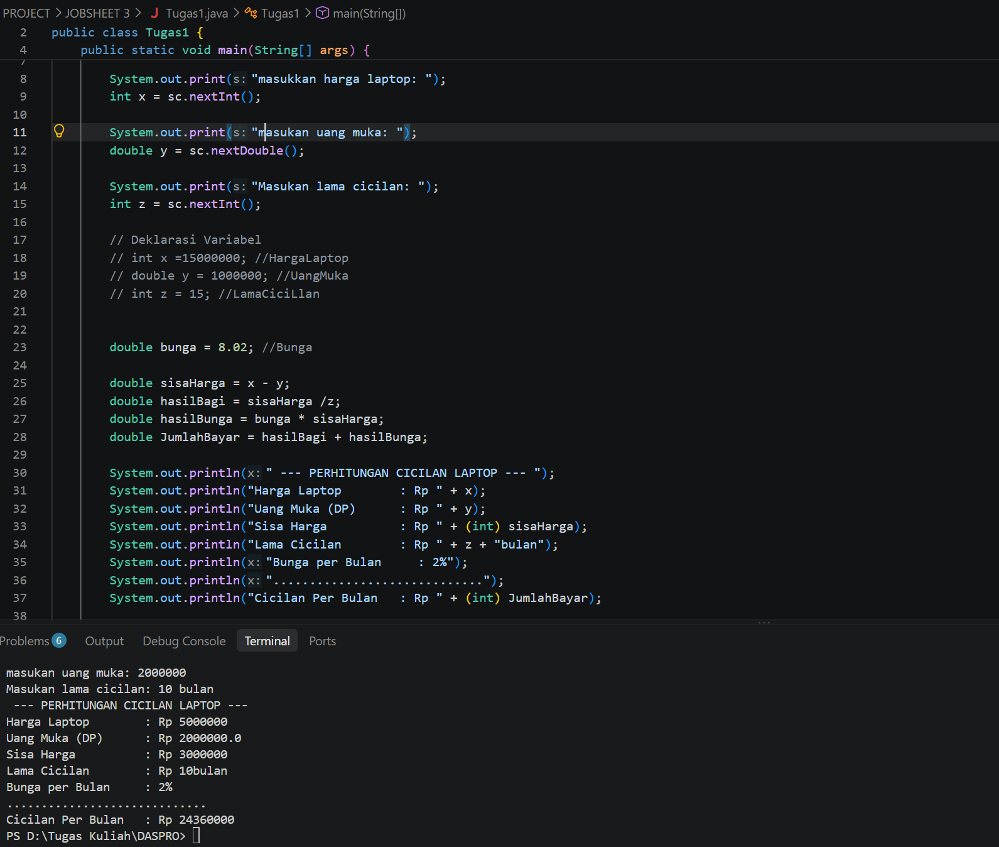 PROJECT > JOBSHEET 3 > J Tugas1.java > Tugas1 > main(String[])
2 public class Tugas1 {
4 public static void main(String[] args) {
7
8 System.out.print(s: "masukkan harga laptop: ");
9 int x = sc.nextInt();
10
11 System.out.print(s: "masukan uang muka: ");
12 double y = sc.nextDouble();
13
14 System.out.print(s: "Masukan lama cicilan: ");
15 int z = sc.nextInt();
16
17 // Deklarasi Variabel
18 // int x =15000000; //HargaLaptop
19 // double y = 1000000; //UangMuka
20 // int z = 15; //LamaCiciLlan
21
22
23 double bunga = 8.02; //Bunga
24
25 double sisaHarga = x - y;
26 double hasilBagi = sisaHarga /z;
27 double hasilBunga = bunga * sisaHarga;
28 double JumlahBayar = hasilBagi + hasilBunga;
29
30 System.out.println(x: " --- PERHITUNGAN CICILAN LAPTOP --- ");
31 System.out.println("Harga Laptop        : Rp " + x);
32 System.out.println("Uang Muka (DP)      : Rp " + y);
33 System.out.println("Sisa Harga          : Rp " + (int) sisaHarga);
34 System.out.println("Lama Cicilan        : Rp " + z + "bulan");
35 System.out.println(x: "Bunga per Bulan     : 2%");
36 System.out.println(x: ".............................");
37 System.out.println("Cicilan Per Bulan   : Rp " + (int) JumlahBayar);
38
Problems 6 Output Debug Console Terminal Ports
masukan uang muka: 2000000
Masukan lama cicilan: 10 bulan
 --- PERHITUNGAN CICILAN LAPTOP ---
Harga Laptop        : Rp 5000000
Uang Muka (DP)      : Rp 2000000.0
Sisa Harga          : Rp 3000000
Lama Cicilan        : Rp 10bulan
Bunga per Bulan     : 2%
.............................
Cicilan Per Bulan   : Rp 24360000
PS D:\Tugas Kuliah\DASPRO>